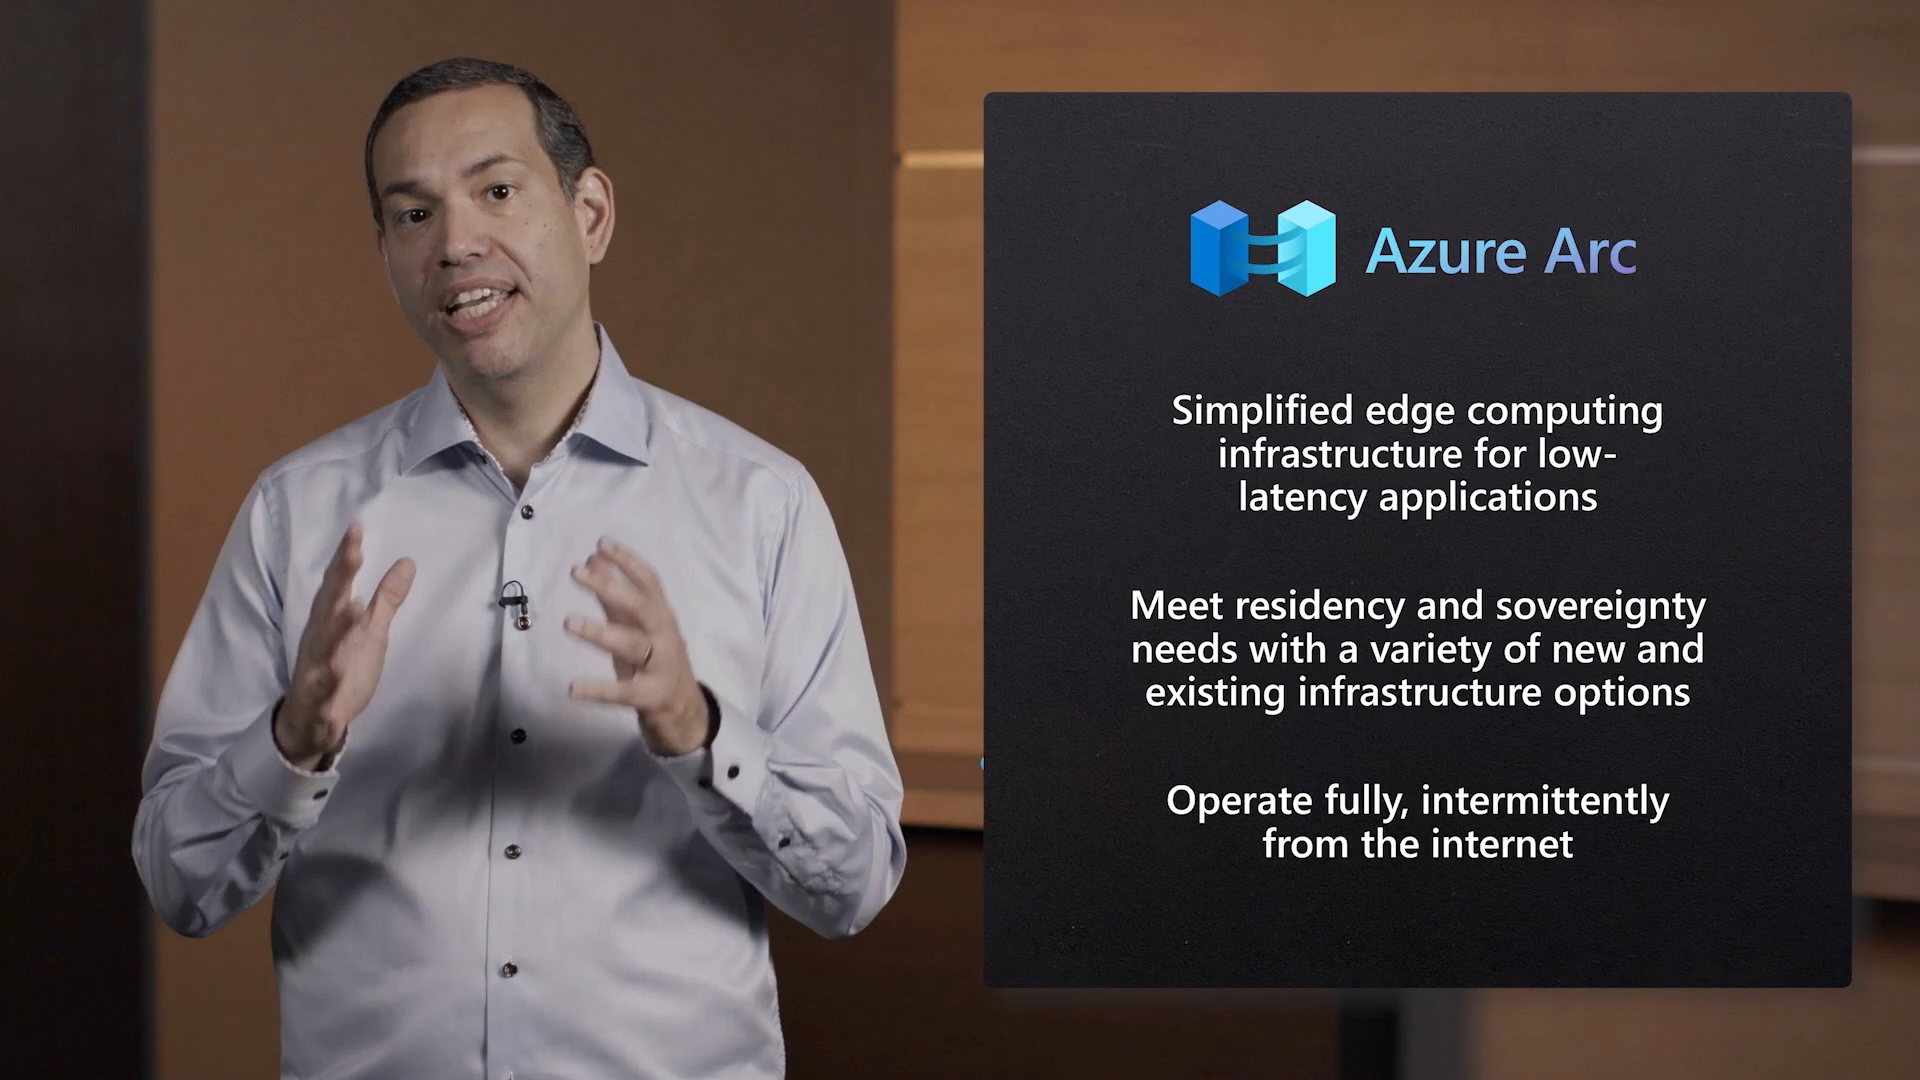 Azure Arc
Simplified edge computing
infrastructure for low-
latency applications
Meet residency and sovereignty
needs with a variety of new and
existing infrastructure options
Operate fully, intermittently
from the internet